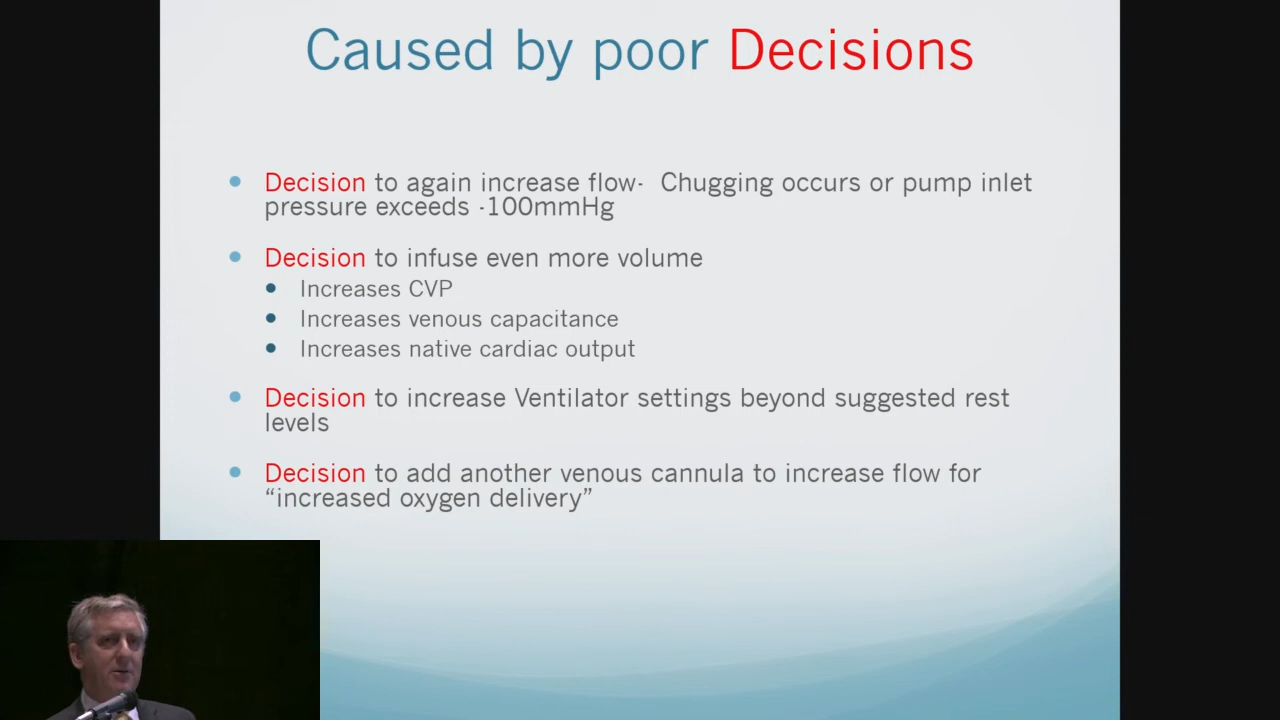 Caused by poor Decisions
Decision to again increase flow- Chugging occurs or pump inlet
pressure exceeds -100mmHg
Decision to infuse even more volume
Increases CVP
Increases venous capacitance
Increases native cardiac output
Decision to increase Ventilator settings beyond suggested rest
levels
Decision to add another venous cannula to increase flow for
“increased oxygen delivery”